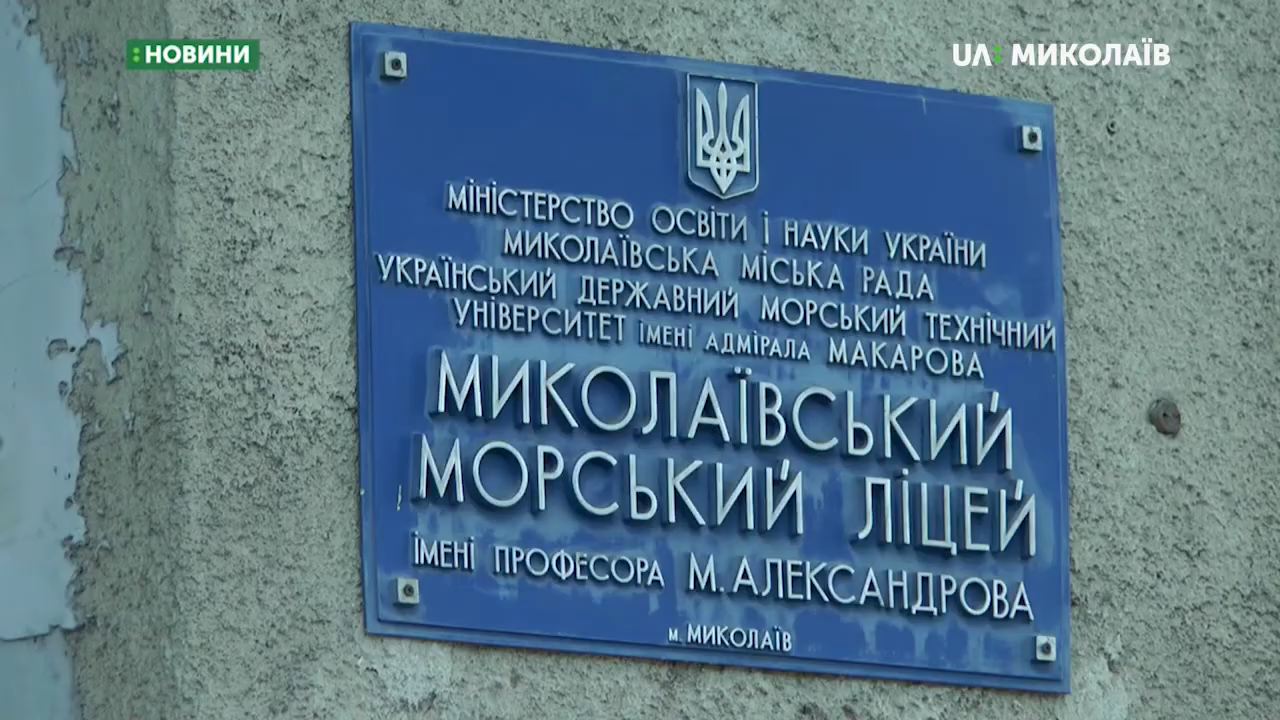 :НОВИНИ
UA: МИКОЛАЇВ
МІНІСТЕРСТВО ОСВІТИ І НАУКИ УКРАЇНИ
МИКОЛАЇВСЬКА МІСЬКА РАДА
УКРАЇНСЬКИЙ ДЕРЖАВНИЙ МОРСЬКИЙ ТЕХНІЧНИЙ
УНІВЕРСИТЕТ ІМЕНІ АДМІРАЛА МАКАРОВА
МИКОЛАЇВСЬКИЙ
МОРСЬКИЙ ЛІЦЕЙ
ІМЕНІ ПРОФЕСОРА М. АЛЕКСАНДРОВА
м. МИКОЛАЇВ